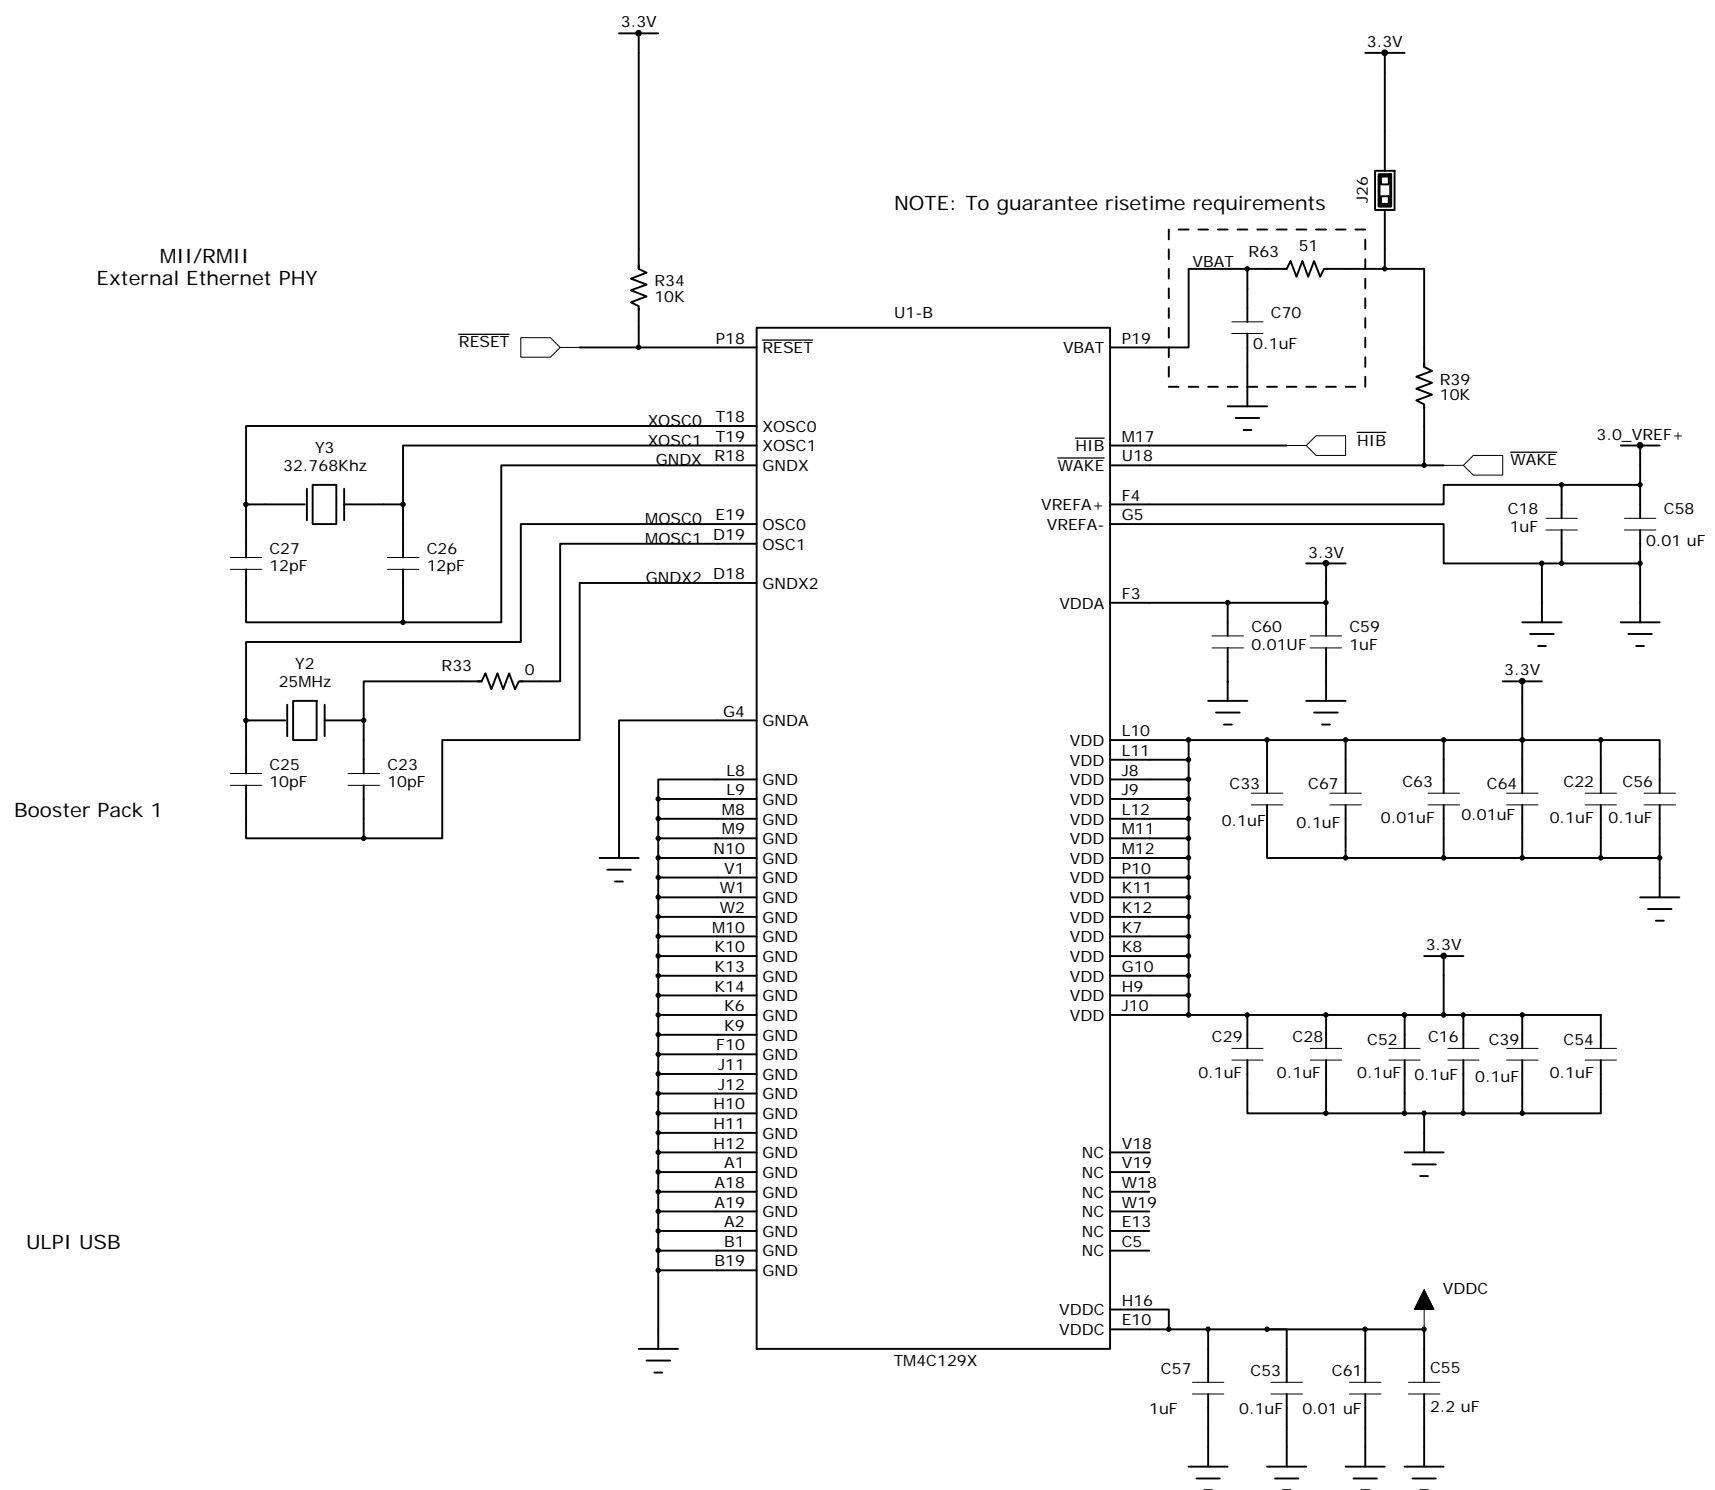 3.3V
3.3V
J26
NOTE: To guarantee risetime requirements
MII/RMII
External Ethernet PHY
R34
10K
VBAT
R63
51
C70
0.1uF
U1-B
RESET
P18
RESET
VBAT
P19
R39
10K
XOSC0
T18
XOSC0
XOSC1
T19
XOSC1
GNDX
R18
GNDX
Y3
32.768Khz
C27
12pF
C26
12pF
HIB
M17
HIB
WAKE
U18
WAKE
3.0_VREF+
VREFA+
F4
VREFA-
G5
C18
1uF
C58
0.01 uF
MOSC0
E19
OSC0
MOSC1
D19
OSC1
GNDX2
D18
GNDX2
3.3V
VDDA
F3
C60
0.01UF
C59
1uF
Y2
25MHz
R33
0
C25
10pF
C23
10pF
G4
GNDA
3.3V
L8
GND
L9
GND
M8
GND
M9
GND
N10
GND
V1
GND
W1
GND
W2
GND
M10
GND
K10
GND
K13
GND
K14
GND
K6
GND
K9
GND
F10
GND
J11
GND
J12
GND
H10
GND
H11
GND
H12
GND
A1
GND
A18
GND
A19
GND
A2
GND
B1
GND
B19
GND
VDD
L10
VDD
L11
VDD
J8
VDD
J9
VDD
L12
VDD
M11
VDD
M12
VDD
P10
VDD
K11
VDD
K12
VDD
K7
VDD
K8
VDD
G10
VDD
H9
VDD
J10
C33
0.1uF
C67
0.1uF
C63
0.01uF
C64
0.01uF
C22
0.1uF
C56
0.1uF
Booster Pack 1
3.3V
C29
0.1uF
C28
0.1uF
C52
0.1uF
C16
0.1uF
C39
0.1uF
C54
0.1uF
NC
V18
NC
V19
NC
W18
NC
W19
NC
E13
NC
C5
ULPI USB
VDDC
H16
VDDC
E10
VDDC
TM4C129X
C57
1uF
C53
0.1uF
C61
0.01 uF
C55
2.2 uF